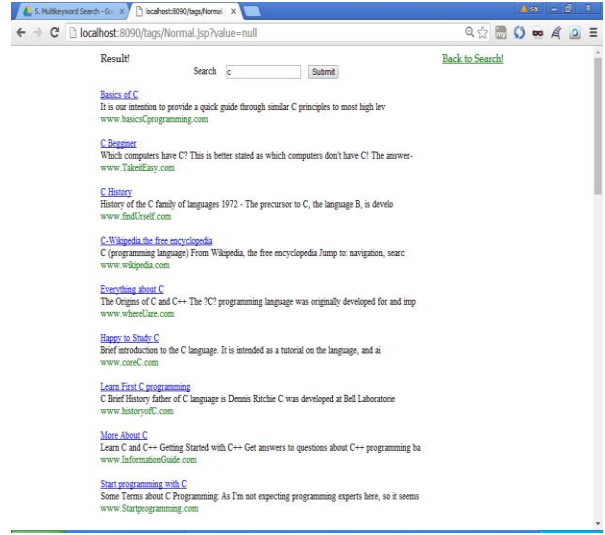 S. Multikeyword Search - Go
localhost:8090/tags/Normal.
sa
localhost:8090/tags/Normal.jsp?value=null
Result!
Back to Search!
Search c Submit
Basics of C
It is our intention to provide a quick guide through similar C principles to most high lev
www.basicsCprogramming.com
C Begginer
Which computers have C? This is better stated as which computers don't have C! The answer-
www.TakeitEasy.com
C History
History of the C family of languages 1972 - The precursor to C, the language B, is develo
www.findUrself.com
C-Wikipedia,the free encyclopedia
C (programming language) From Wikipedia, the free encyclopedia Jump to: navigation, searc
www.wikipedia.com
Everything about C
The Origins of C and C++ The ?C? programming language was originally developed for and imp
www.whereUare.com
Happy to Study C
Brief introduction to the C language. It is intended as a tutorial on the language, and ai
www.coreC.com
Learn First C programming
C Brief History father of C language is Dennis Ritchie C was developed at Bell Laboratorie
www.historyofC.com
More About C
Learn C and C++ Getting Started with C++ Get answers to questions about C++ programming ba
www.InformationGuide.com
Start programming with C
Some Terms about C Programming: As I'm not expecting programming experts here, so it seems
www.Startprogramming.com